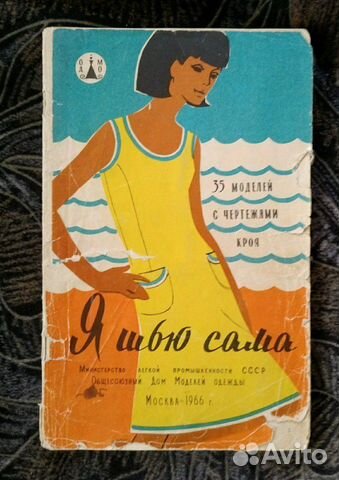 О М
Д О
35 МОДЕЛЕЙ
С ЧЕРТЕЖАМИ
КРОЯ
Я шью сама
МИНИСТЕРСТВО ЛЕГКОЙ ПРОМЫШЛЕННОСТИ СССР
ОБЩЕСОЮЗНЫЙ ДОМ МОДЕЛЕЙ ОДЕЖДЫ
МОСКВА-1966 г.
Avito